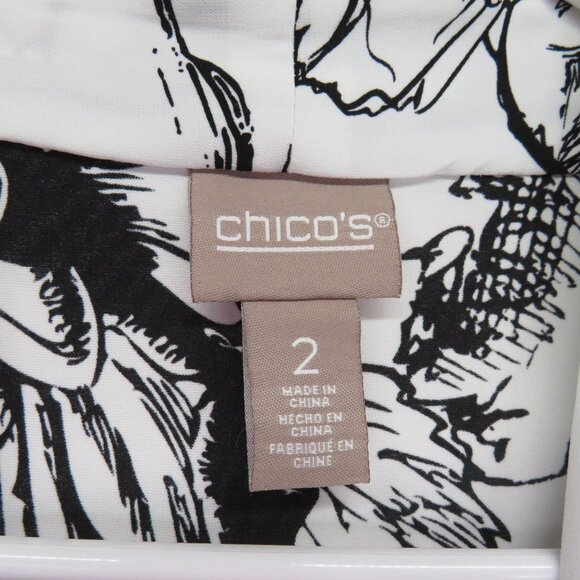 chico's®
2
MADE IN
CHINA
HECHO EN
CHINA
FABRIQUÉ EN
CHINE